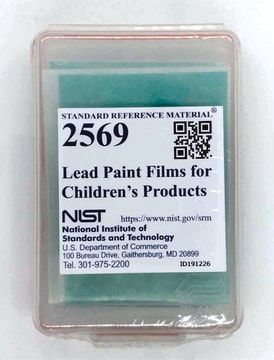 STANDARD REFERENCE MATERIAL®
2569
Lead Paint Films for
Children's Products
NIST https://www.nist.gov/srm
National Institute of
Standards and Technology
U.S. Department of Commerce
100 Bureau Drive, Gaithersburg, MD 20899
Tel. 301-975-2200 ID191226